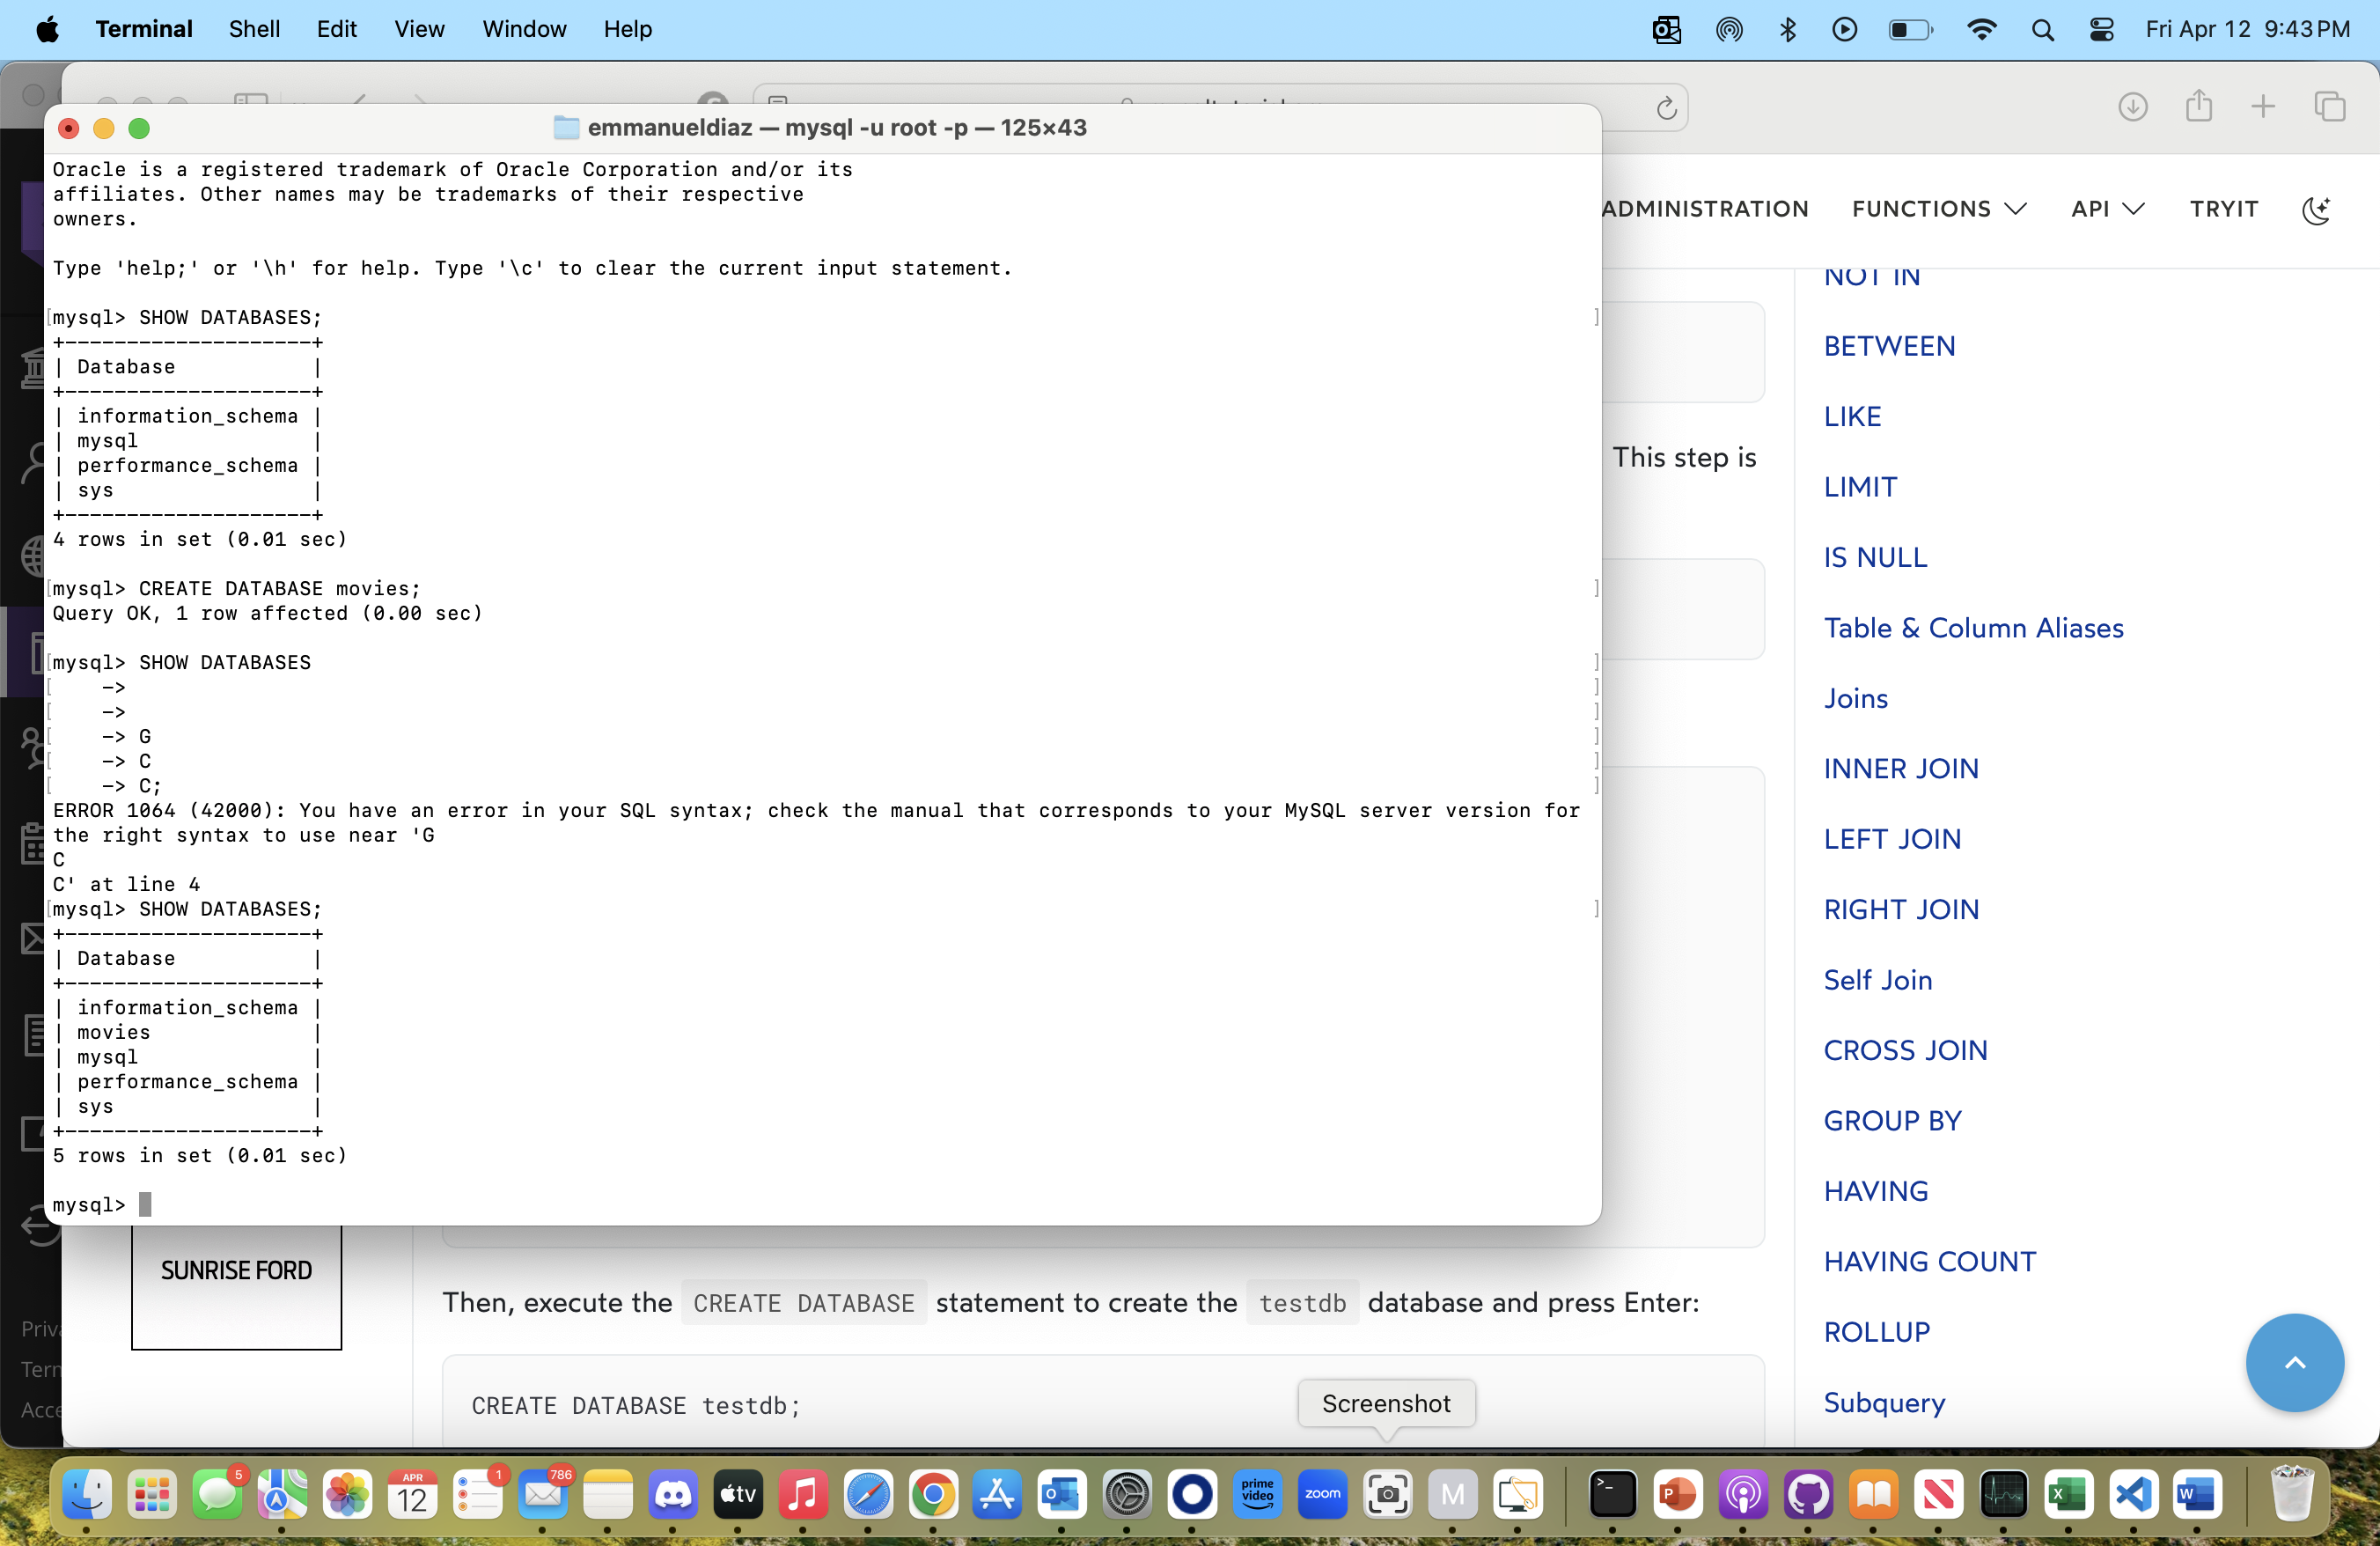 Terminal Shell Edit View Window Help Fri Apr 12 9:43 PM
emmanueldiaz — mysql -u root -p — 125×43
Oracle is a registered trademark of Oracle Corporation and/or its
affiliates. Other names may be trademarks of their respective
owners.
Type 'help;' or '\h' for help. Type '\c' to clear the current input statement.
[mysql> SHOW DATABASES; ]
+--------------------+
| Database           |
+--------------------+
| information_schema |
| mysql              |
| performance_schema |
| sys                |
+--------------------+
4 rows in set (0.01 sec)
[mysql> CREATE DATABASE movies; ]
Query OK, 1 row affected (0.00 sec)
[mysql> SHOW DATABASES ]
[    -> ]
[    -> ]
[    -> G ]
[    -> C ]
[    -> C; ]
ERROR 1064 (42000): You have an error in your SQL syntax; check the manual that corresponds to your MySQL server version for
the right syntax to use near 'G
C
C' at line 4
[mysql> SHOW DATABASES; ]
+--------------------+
| Database           |
+--------------------+
| information_schema |
| movies             |
| mysql              |
| performance_schema |
| sys                |
+--------------------+
5 rows in set (0.01 sec)
mysql>
ADMINISTRATION FUNCTIONS API TRYIT
This step is
NOT IN
BETWEEN
LIKE
LIMIT
IS NULL
Table & Column Aliases
Joins
INNER JOIN
LEFT JOIN
RIGHT JOIN
Self Join
CROSS JOIN
GROUP BY
HAVING
HAVING COUNT
ROLLUP
Subquery
SUNRISE FORD
Then, execute the CREATE DATABASE statement to create the testdb database and press Enter:
CREATE DATABASE testdb;
Screenshot
Priv
Tern
Acce
5
APR
12
1
786
tv
prime
video
zoom
M